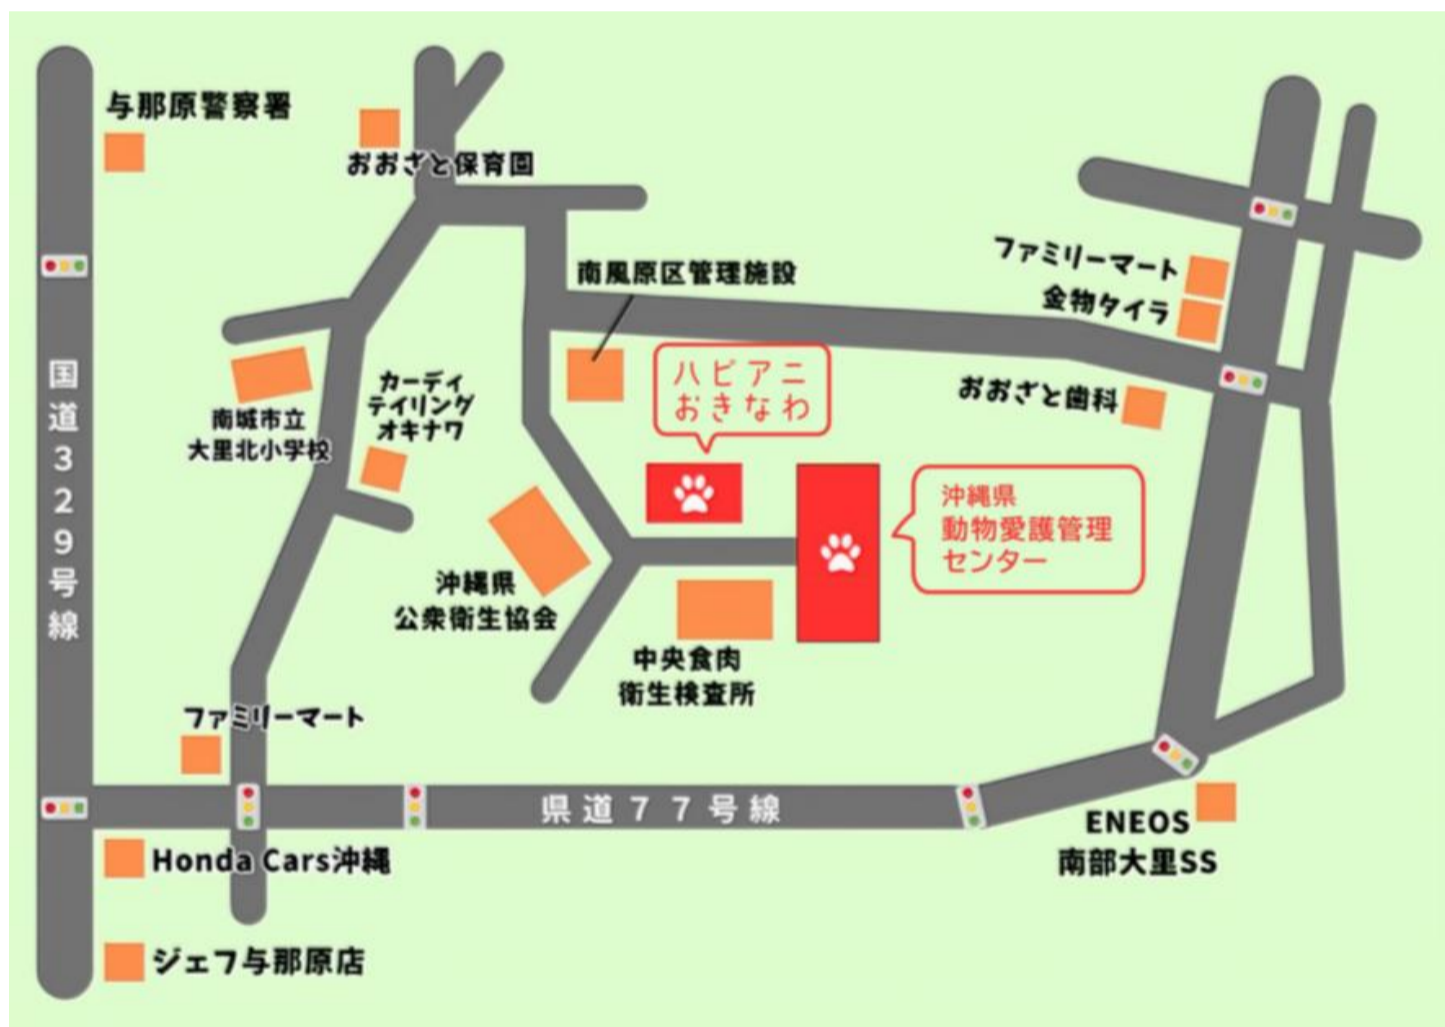 与那原警察署
おおざと保育園
南風原区管理施設
ファミリーマート
金物タイラ
おおざと歯科
国道329号線
南城市立
大里北小学校
カーディ
テイリング
オキナワ
ハピアニ
おきなわ
沖縄県
動物愛護管理
センター
沖縄県
公衆衛生協会
中央食肉
衛生検査所
ファミリーマート
県道77号線
ENEOS
南部大里SS
Honda Cars沖縄
ジェフ与那原店